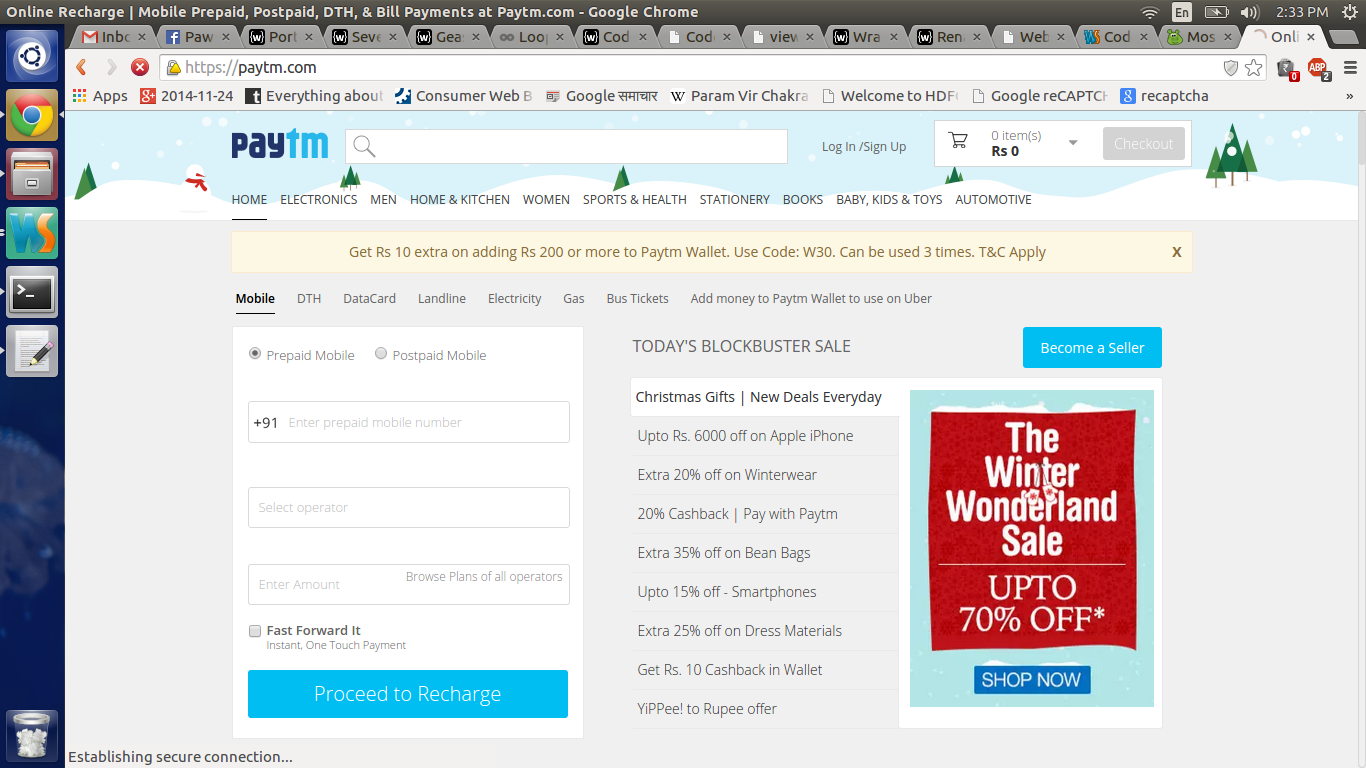 Online Recharge | Mobile Prepaid, Postpaid, DTH, & Bill Payments at Paytm.com - Google Chrome
En
2:33 PM
Inbo
Paw
Port
Seve
Geas
Loop
Cod
Code
view
Wra
Ren
Web
Cod
Mos
Onli
https://paytm.com
0
ABP
2
Apps
2014-11-24
Everything about
Consumer Web B
Google समाचार
Param Vir Chakra
Welcome to HDF
Google reCAPTCH
recaptcha
»
paytm
Log In /Sign Up
0 item(s)
Rs 0
Checkout
HOME ELECTRONICS MEN HOME & KITCHEN WOMEN SPORTS & HEALTH STATIONERY BOOKS BABY, KIDS & TOYS AUTOMOTIVE
Get Rs 10 extra on adding Rs 200 or more to Paytm Wallet. Use Code: W30. Can be used 3 times. T&C Apply
X
Mobile DTH DataCard Landline Electricity Gas Bus Tickets Add money to Paytm Wallet to use on Uber
Prepaid Mobile Postpaid Mobile
+91 Enter prepaid mobile number
Select operator
Enter Amount Browse Plans of all operators
Fast Forward It
Instant, One Touch Payment
Proceed to Recharge
TODAY'S BLOCKBUSTER SALE
Become a Seller
Christmas Gifts | New Deals Everyday
Upto Rs. 6000 off on Apple iPhone
Extra 20% off on Winterwear
20% Cashback | Pay with Paytm
Extra 35% off on Bean Bags
Upto 15% off - Smartphones
Extra 25% off on Dress Materials
Get Rs. 10 Cashback in Wallet
YiPPee! to Rupee offer
The
Winter
Wonderland
Sale
UPTO
70% OFF*
SHOP NOW
Establishing secure connection...